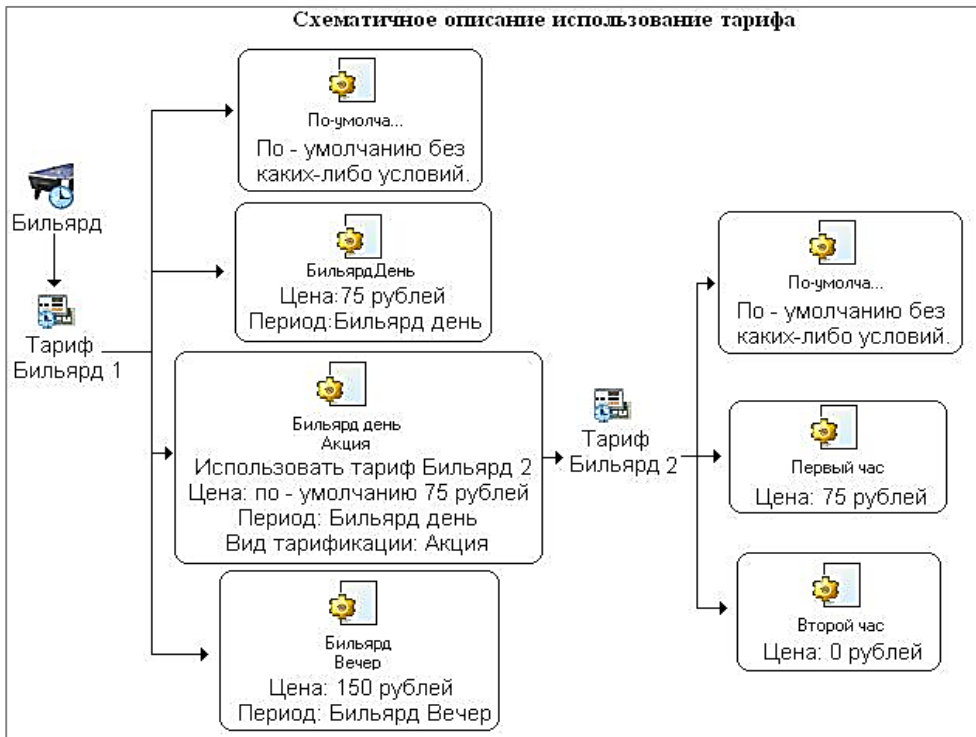 Схематичное описание использование тарифа
Бильярд
Тариф
Бильярд 1
По-умолча...
По - умолчанию без
каких-либо условий.
БильярдДень
Цена:75 рублей
Период:Бильярд день
Бильярд день
Акция
Использовать тариф Бильярд 2
Цена: по - умолчанию 75 рублей
Период: Бильярд день
Вид тарификации: Акция
Бильярд
Вечер
Цена: 150 рублей
Период: Бильярд Вечер
Тариф
Бильярд 2
По-умолча...
По - умолчанию без
каких-либо условий.
Первый час
Цена: 75 рублей
Второй час
Цена: 0 рублей